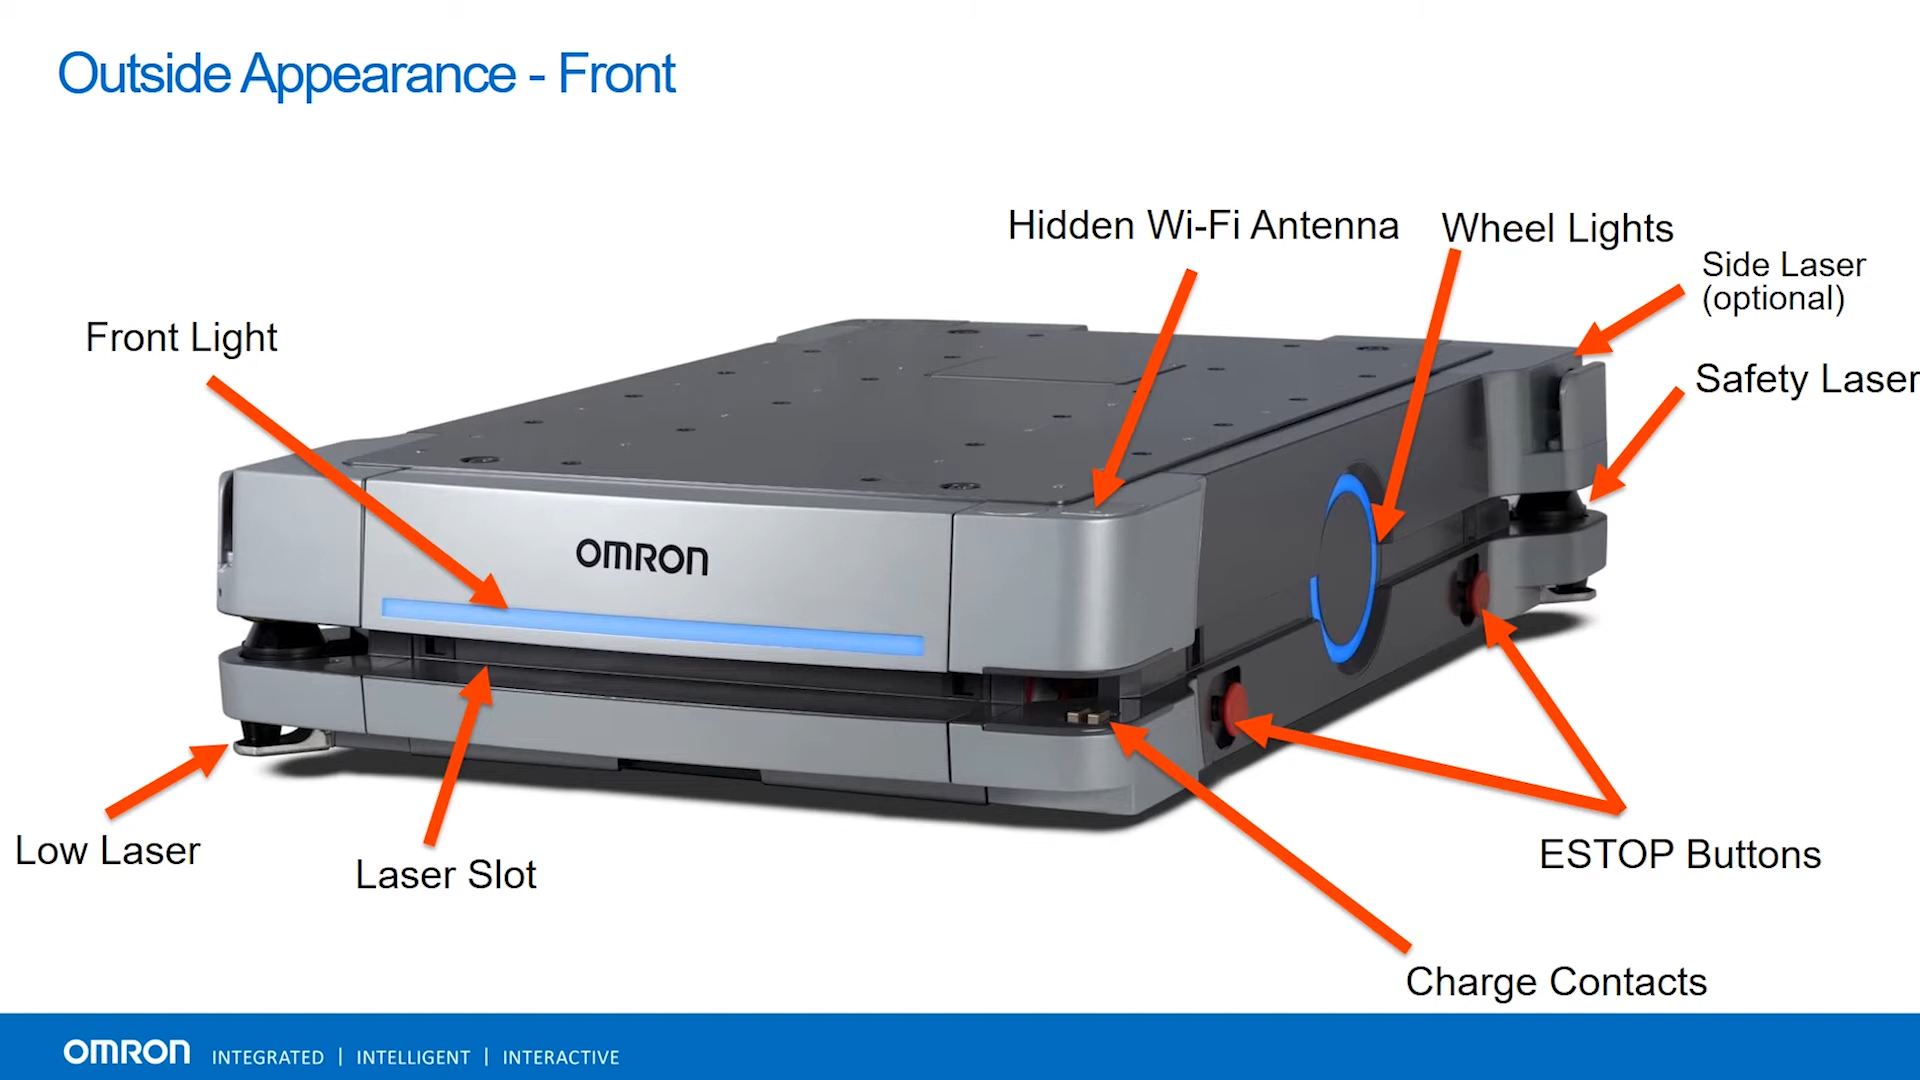 Outside Appearance - Front
Hidden Wi-Fi Antenna
Wheel Lights
Side Laser
(optional)
Front Light
Safety Laser
OMRON
Low Laser
Laser Slot
ESTOP Buttons
Charge Contacts
OMRON INTEGRATED | INTELLIGENT | INTERACTIVE